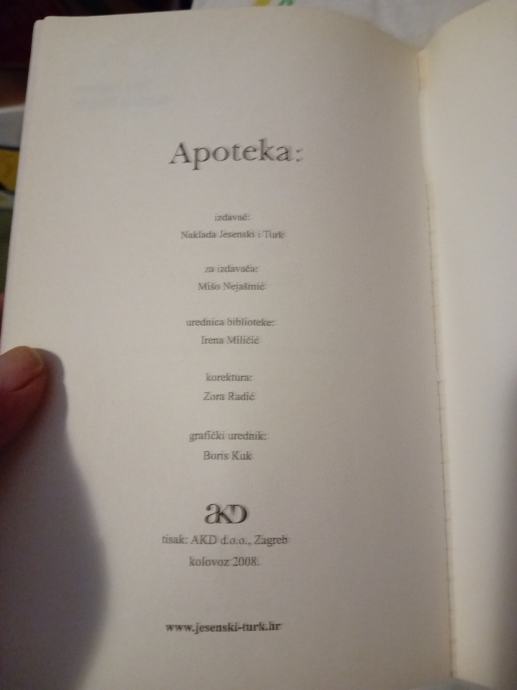 Apoteka:
izdavač:
Naklada Jesenski i Turk
za izdavača:
Mišo Nejašmić
urednica biblioteke:
Irena Miličić
korektura:
Zora Radić
grafički urednik:
Boris Kuk
AKD
tisak: AKD d.o.o., Zagreb
kolovoz 2008.
www.jesenski-turk.hr